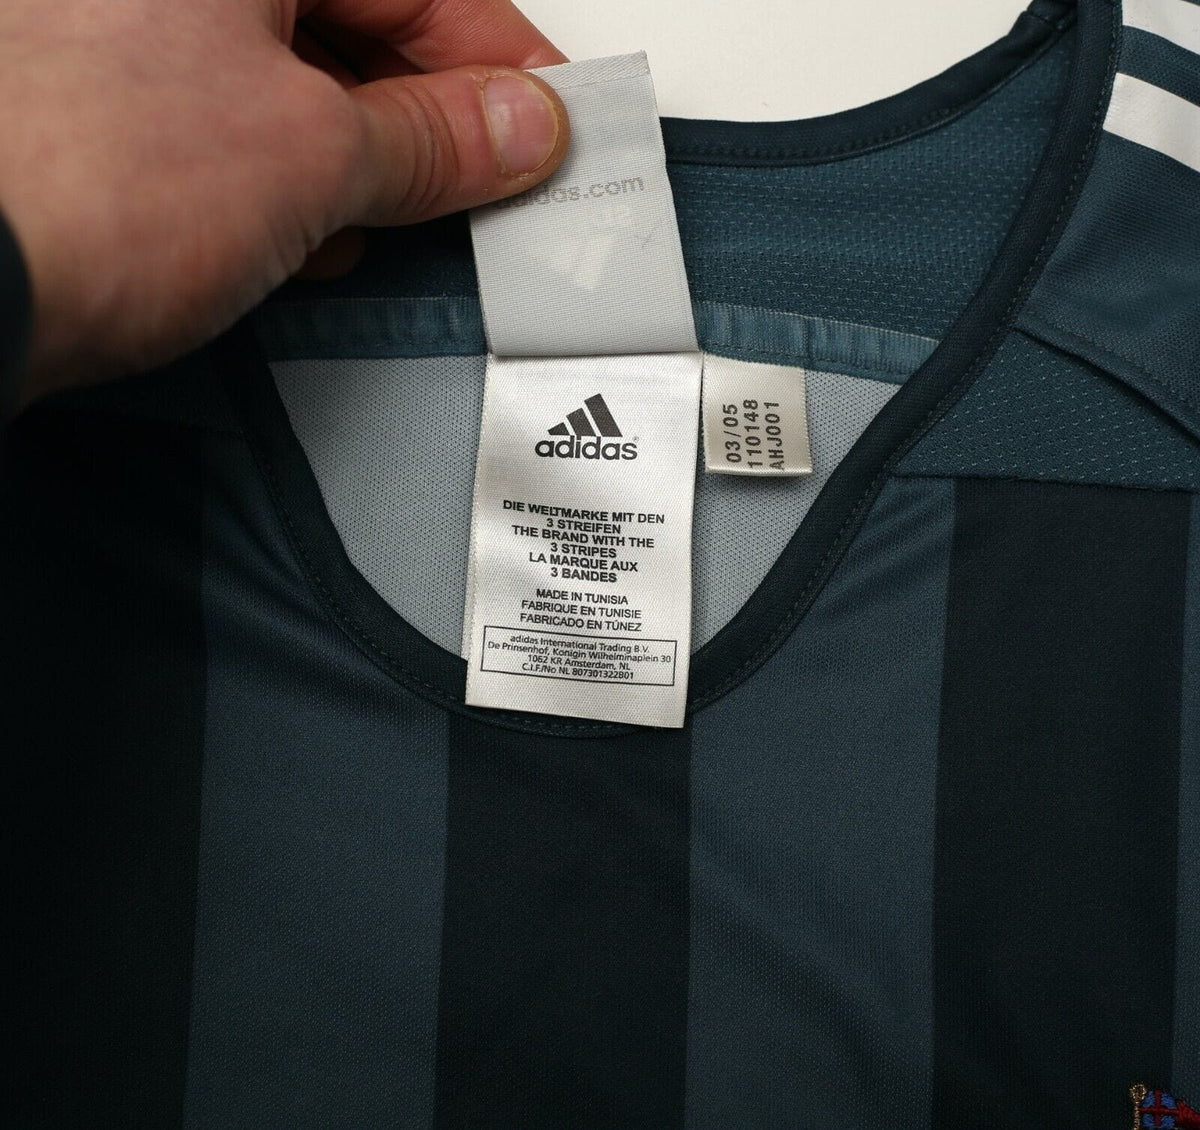 adidas.com
adidas
DIE WELTMARKE MIT DEN
3 STREIFEN
THE BRAND WITH THE
3 STRIPES
LA MARQUE AUX
3 BANDES
MADE IN TUNISIA
FABRIQUE EN TUNISIE
FABRICADO EN TÚNEZ
adidas International Trading B.V.
De Prinsenhof, Konigin Wilhelminaplein 30
1062 KR Amsterdam, NL
C.I.F./No NL 807301322B01
03/05
110148
AHJ001